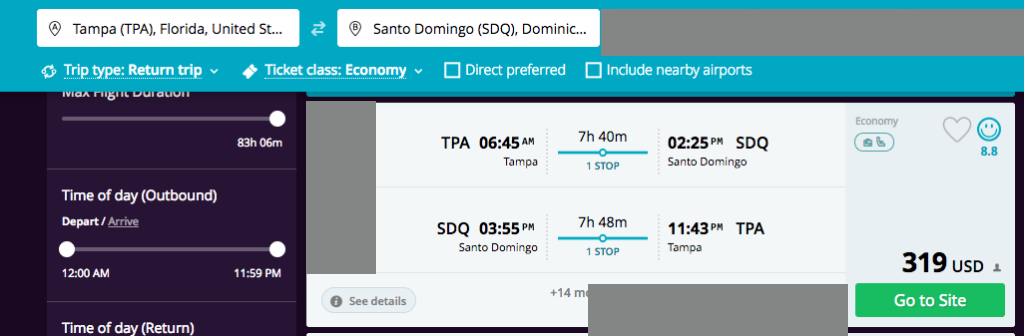 Tampa (TPA), Florida, United St...
Santo Domingo (SDQ), Dominic...
Trip type: Return trip
Ticket class: Economy
Direct preferred
Include nearby airports
Max Flight Duration
83h 06m
Time of day (Outbound)
Depart / Arrive
12:00 AM
11:59 PM
Time of day (Return)
TPA 06:45 AM
Tampa
7h 40m
1 STOP
02:25 PM SDQ
Santo Domingo
SDQ 03:55 PM
Santo Domingo
7h 48m
1 STOP
11:43 PM TPA
Tampa
See details
+14
Economy
8.8
319 USD
Go to Site